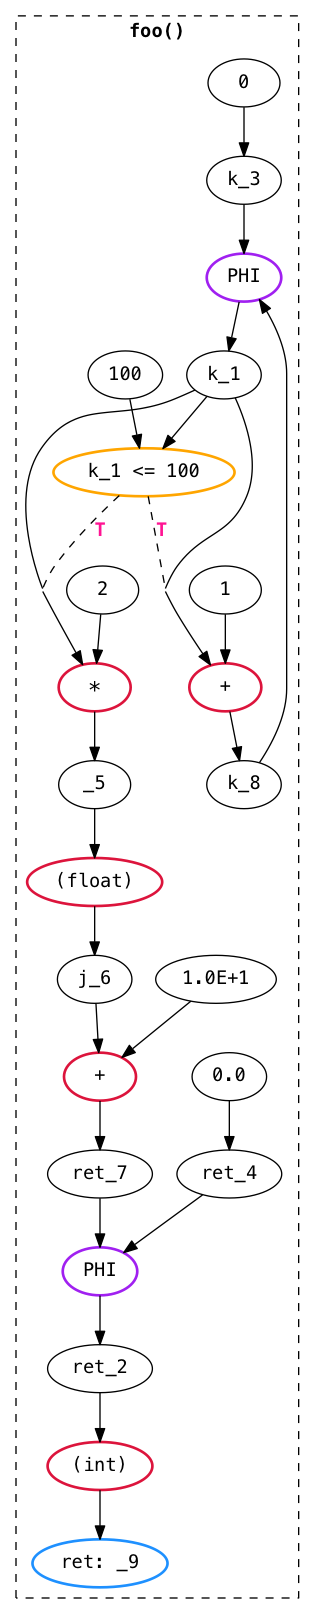 foo()
0
k_3
PHI
100
k_1
k_1 <= 100
T
T
2
1
*
+
_5
k_8
(float)
j_6
1.0E+1
+
0.0
ret_7
ret_4
PHI
ret_2
(int)
ret: _9